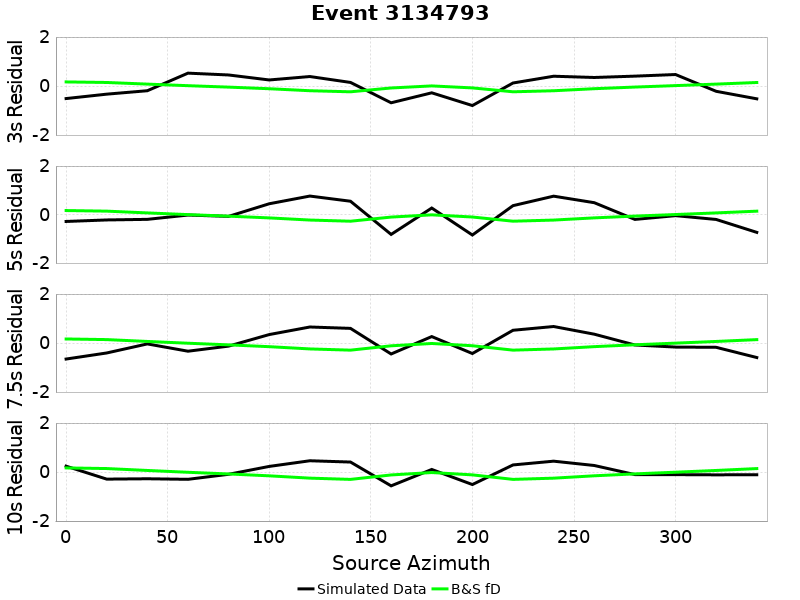 Event 3134793
3s Residual
2
0
-2
5s Residual
2
0
-2
7.5s Residual
2
0
-2
10s Residual
2
0
-2
0 50 100 150 200 250 300
Source Azimuth
Simulated Data B&S fD